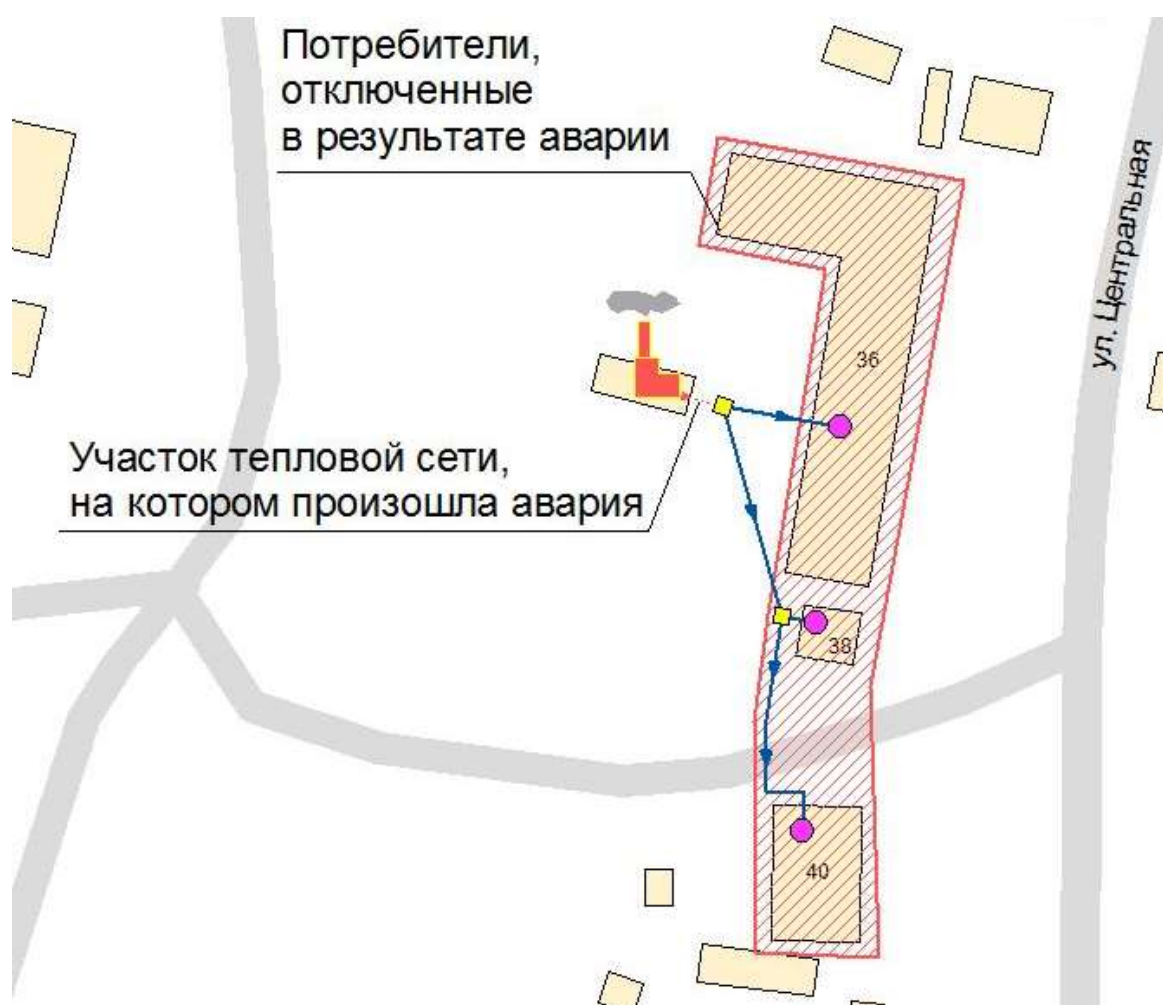 Потребители,
отключенные
в результате аварии
ул. Центральная
36
Участок тепловой сети,
на котором произошла авария
38
40